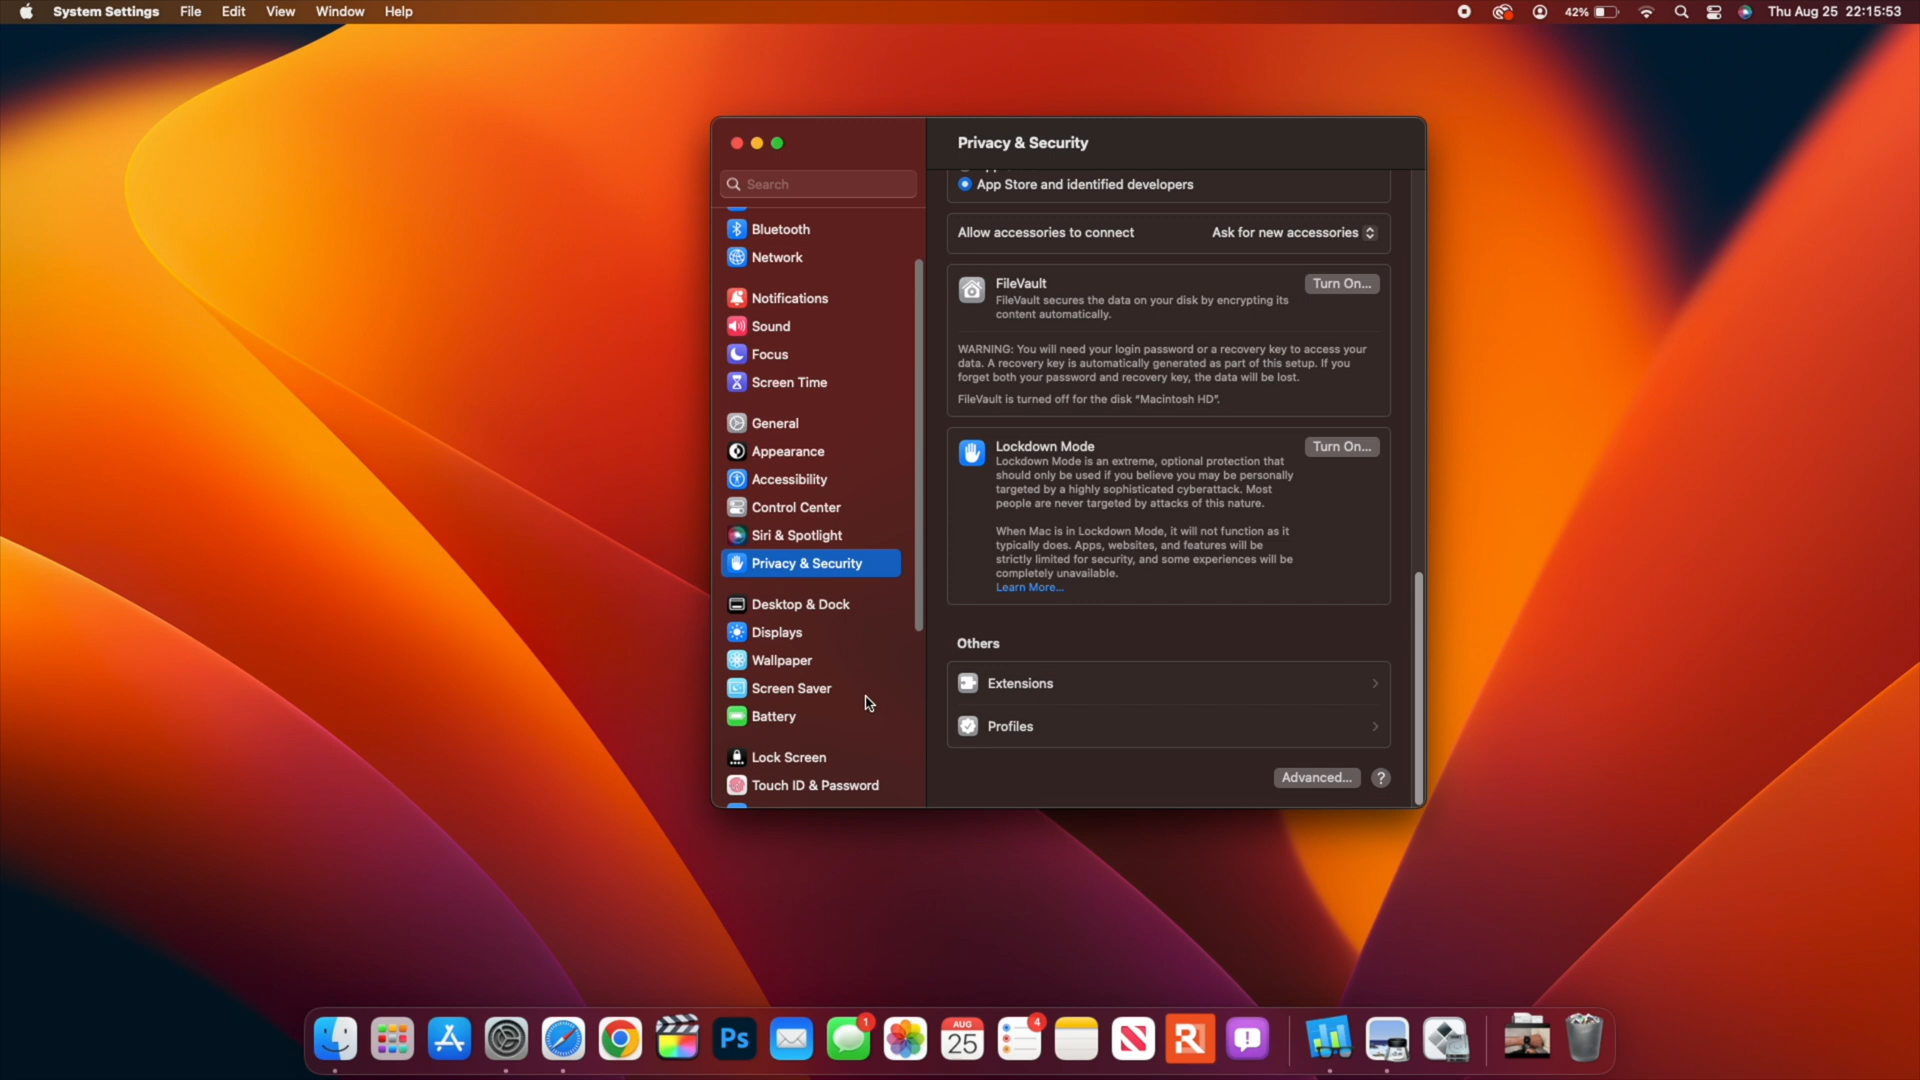 System Settings File Edit View Window Help
42% Thu Aug 25 22:15:53
Privacy & Security
Search
Bluetooth
Network
Notifications
Sound
Focus
Screen Time
General
Appearance
Accessibility
Control Center
Siri & Spotlight
Privacy & Security
Desktop & Dock
Displays
Wallpaper
Screen Saver
Battery
Lock Screen
Touch ID & Password
App Store and identified developers
Allow accessories to connect Ask for new accessories
FileVault Turn On...
FileVault secures the data on your disk by encrypting its
content automatically.
WARNING: You will need your login password or a recovery key to access your
data. A recovery key is automatically generated as part of this setup. If you
forget both your password and recovery key, the data will be lost.
FileVault is turned off for the disk "Macintosh HD".
Lockdown Mode Turn On...
Lockdown Mode is an extreme, optional protection that
should only be used if you believe you may be personally
targeted by a highly sophisticated cyberattack. Most
people are never targeted by attacks of this nature.
When Mac is in Lockdown Mode, it will not function as it
typically does. Apps, websites, and features will be
strictly limited for security, and some experiences will be
completely unavailable.
Learn More...
Others
Extensions
Profiles
Advanced... ?
Ps
1
AUG
25
4
N
R
!